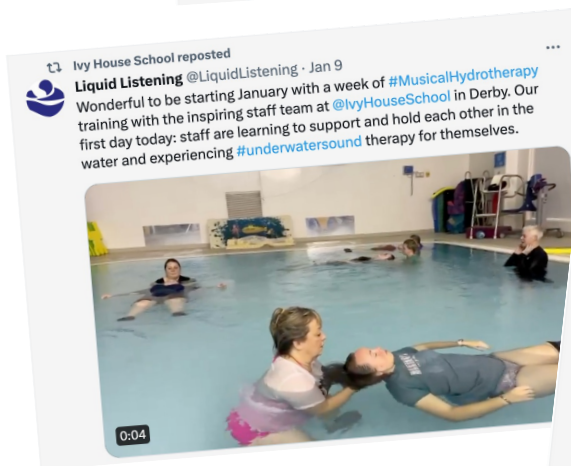 Ivy House School reposted
Liquid Listening @LiquidListening · Jan 9
Wonderful to be starting January with a week of #MusicalHydrotherapy
training with the inspiring staff team at @IvyHouseSchool in Derby. Our
first day today: staff are learning to support and hold each other in the
water and experiencing #underwatersound therapy for themselves.
0:04